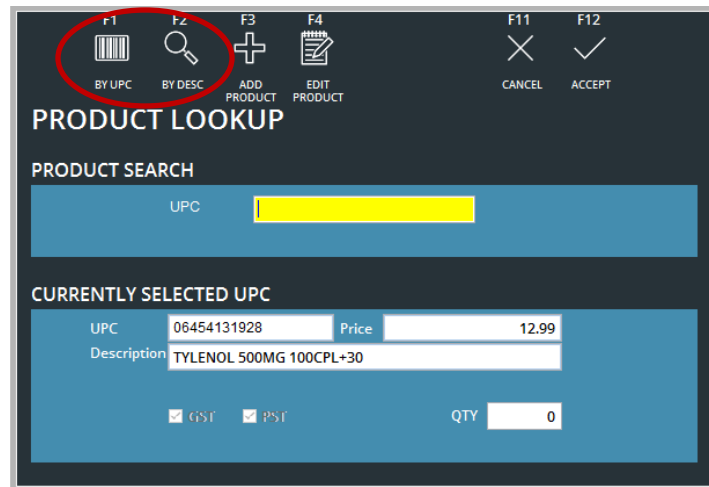 F1 F2 F3 F4 F11 F12
BY UPC BY DESC ADD PRODUCT EDIT PRODUCT CANCEL ACCEPT
PRODUCT LOOKUP
PRODUCT SEARCH
UPC
CURRENTLY SELECTED UPC
UPC 06454131928 Price 12.99
Description TYLENOL 500MG 100CPL+30
GST PST QTY 0